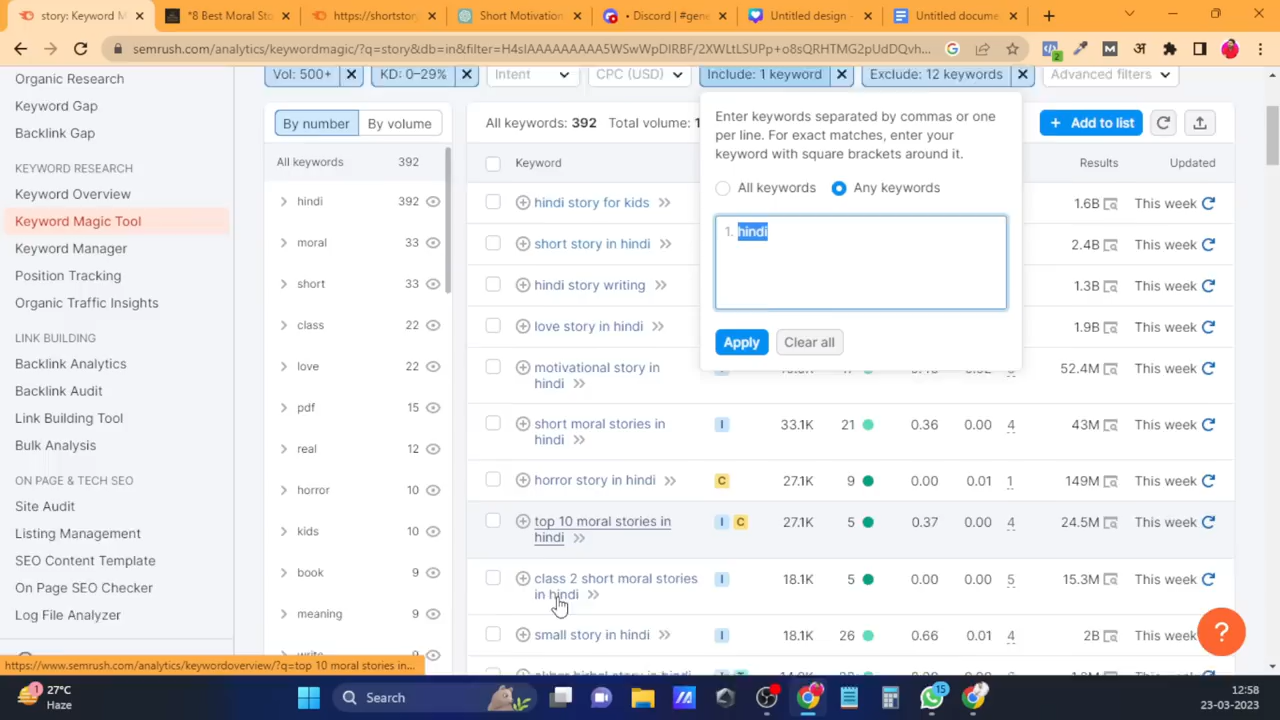 story: Keyword M
*8 Best Moral Sto
https://shortstor
Short Motivation
• Discord | #gene
Untitled design -
Untitled docume
semrush.com/analytics/keywordmagic/?q=story&db=in&filter=H4sIAAAAAAAA5WSwWpDIRBF/2XWLtLSUPp+o8sQRHTMG2pUdDQvh...
Organic Research
Keyword Gap
Backlink Gap
KEYWORD RESEARCH
Keyword Overview
Keyword Magic Tool
Keyword Manager
Position Tracking
Organic Traffic Insights
LINK BUILDING
Backlink Analytics
Backlink Audit
Link Building Tool
Bulk Analysis
ON PAGE & TECH SEO
Site Audit
Listing Management
SEO Content Template
On Page SEO Checker
Log File Analyzer
Vol: 500+
KD: 0–29%
Intent
CPC (USD)
Include: 1 keyword
Exclude: 12 keywords
Advanced filters
By number
By volume
All keywords 392
hindi 392
moral 33
short 33
class 22
love 22
pdf 15
real 12
horror 10
kids 10
book 9
meaning 9
write
All keywords: 392 Total volume: 1
+ Add to list
Enter keywords separated by commas or one
per line. For exact matches, enter your
keyword with square brackets around it.
All keywords
Any keywords
1. hindi
Apply
Clear all
Keyword Results Updated
hindi story for kids 1.6B This week
short story in hindi 2.4B This week
hindi story writing 1.3B This week
love story in hindi 1.9B This week
motivational story in
hindi 52.4M This week
short moral stories in
hindi I 33.1K 21 0.36 0.00 4 43M This week
horror story in hindi C 27.1K 9 0.00 0.01 1 149M This week
top 10 moral stories in
hindi I C 27.1K 5 0.37 0.00 4 24.5M This week
class 2 short moral stories
in hindi I 18.1K 5 0.00 0.00 5 15.3M This week
small story in hindi I 18.1K 26 0.66 0.01 4 2B This week
?
https://www.semrush.com/analytics/keywordoverview/?q=top 10 moral stories in...
27°C
Haze
Search
15
12:58
23-03-2023